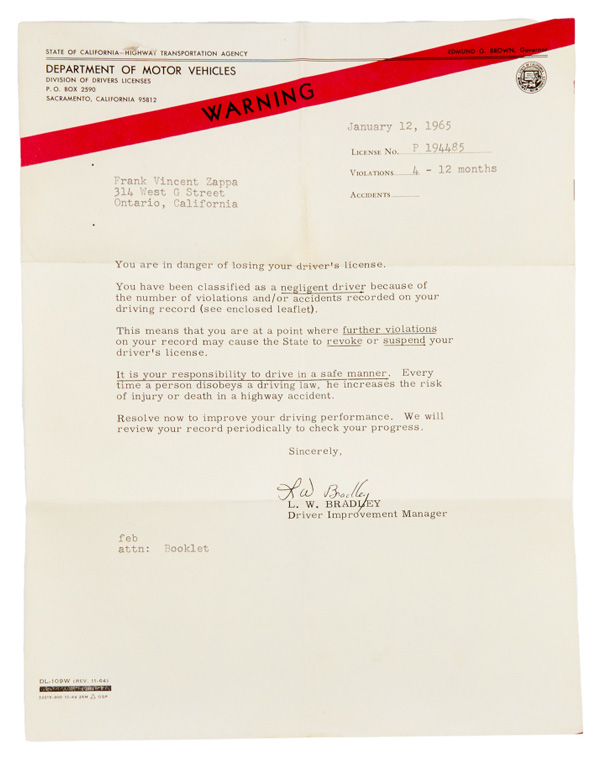 STATE OF CALIFORNIA—HIGHWAY TRANSPORTATION AGENCY
EDMUND G. BROWN, Governor
DEPARTMENT OF MOTOR VEHICLES
DIVISION OF DRIVERS LICENSES
P. O. BOX 2590
SACRAMENTO, CALIFORNIA 95812
WARNING
January 12, 1965
LICENSE No. P 194485
VIOLATIONS 4 - 12 months
ACCIDENTS
Frank Vincent Zappa
314 West G Street
Ontario, California
You are in danger of losing your driver's license.
You have been classified as a negligent driver because of
the number of violations and/or accidents recorded on your
driving record (see enclosed leaflet).
This means that you are at a point where further violations
on your record may cause the State to revoke or suspend your
driver's license.
It is your responsibility to drive in a safe manner. Every
time a person disobeys a driving law, he increases the risk
of injury or death in a highway accident.
Resolve now to improve your driving performance. We will
review your record periodically to check your progress.
Sincerely,
L W Bradley
L. W. BRADLEY
Driver Improvement Manager
feb
attn: Booklet
DL-109W (REV. 11-64)